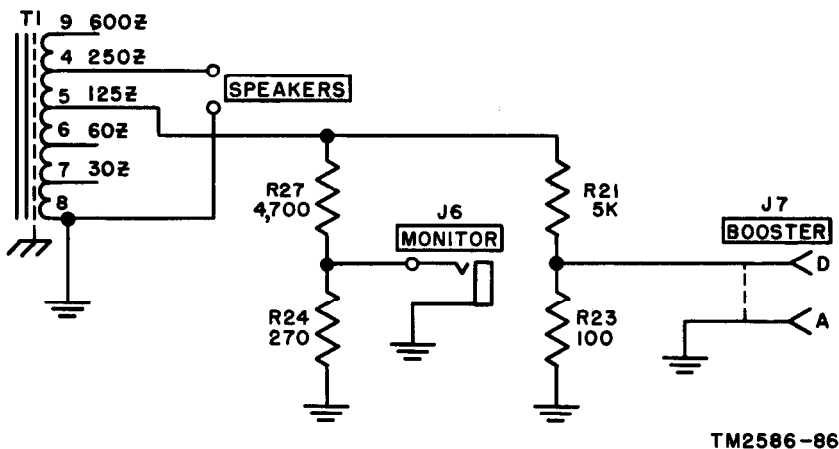 T1
9 600Z
4 250Z
SPEAKERS
5 125Z
6 60Z
7 30Z
8
R27
4,700
R21
5K
J6
MONITOR
J7
BOOSTER
D
R24
270
R23
100
A
TM2586-86